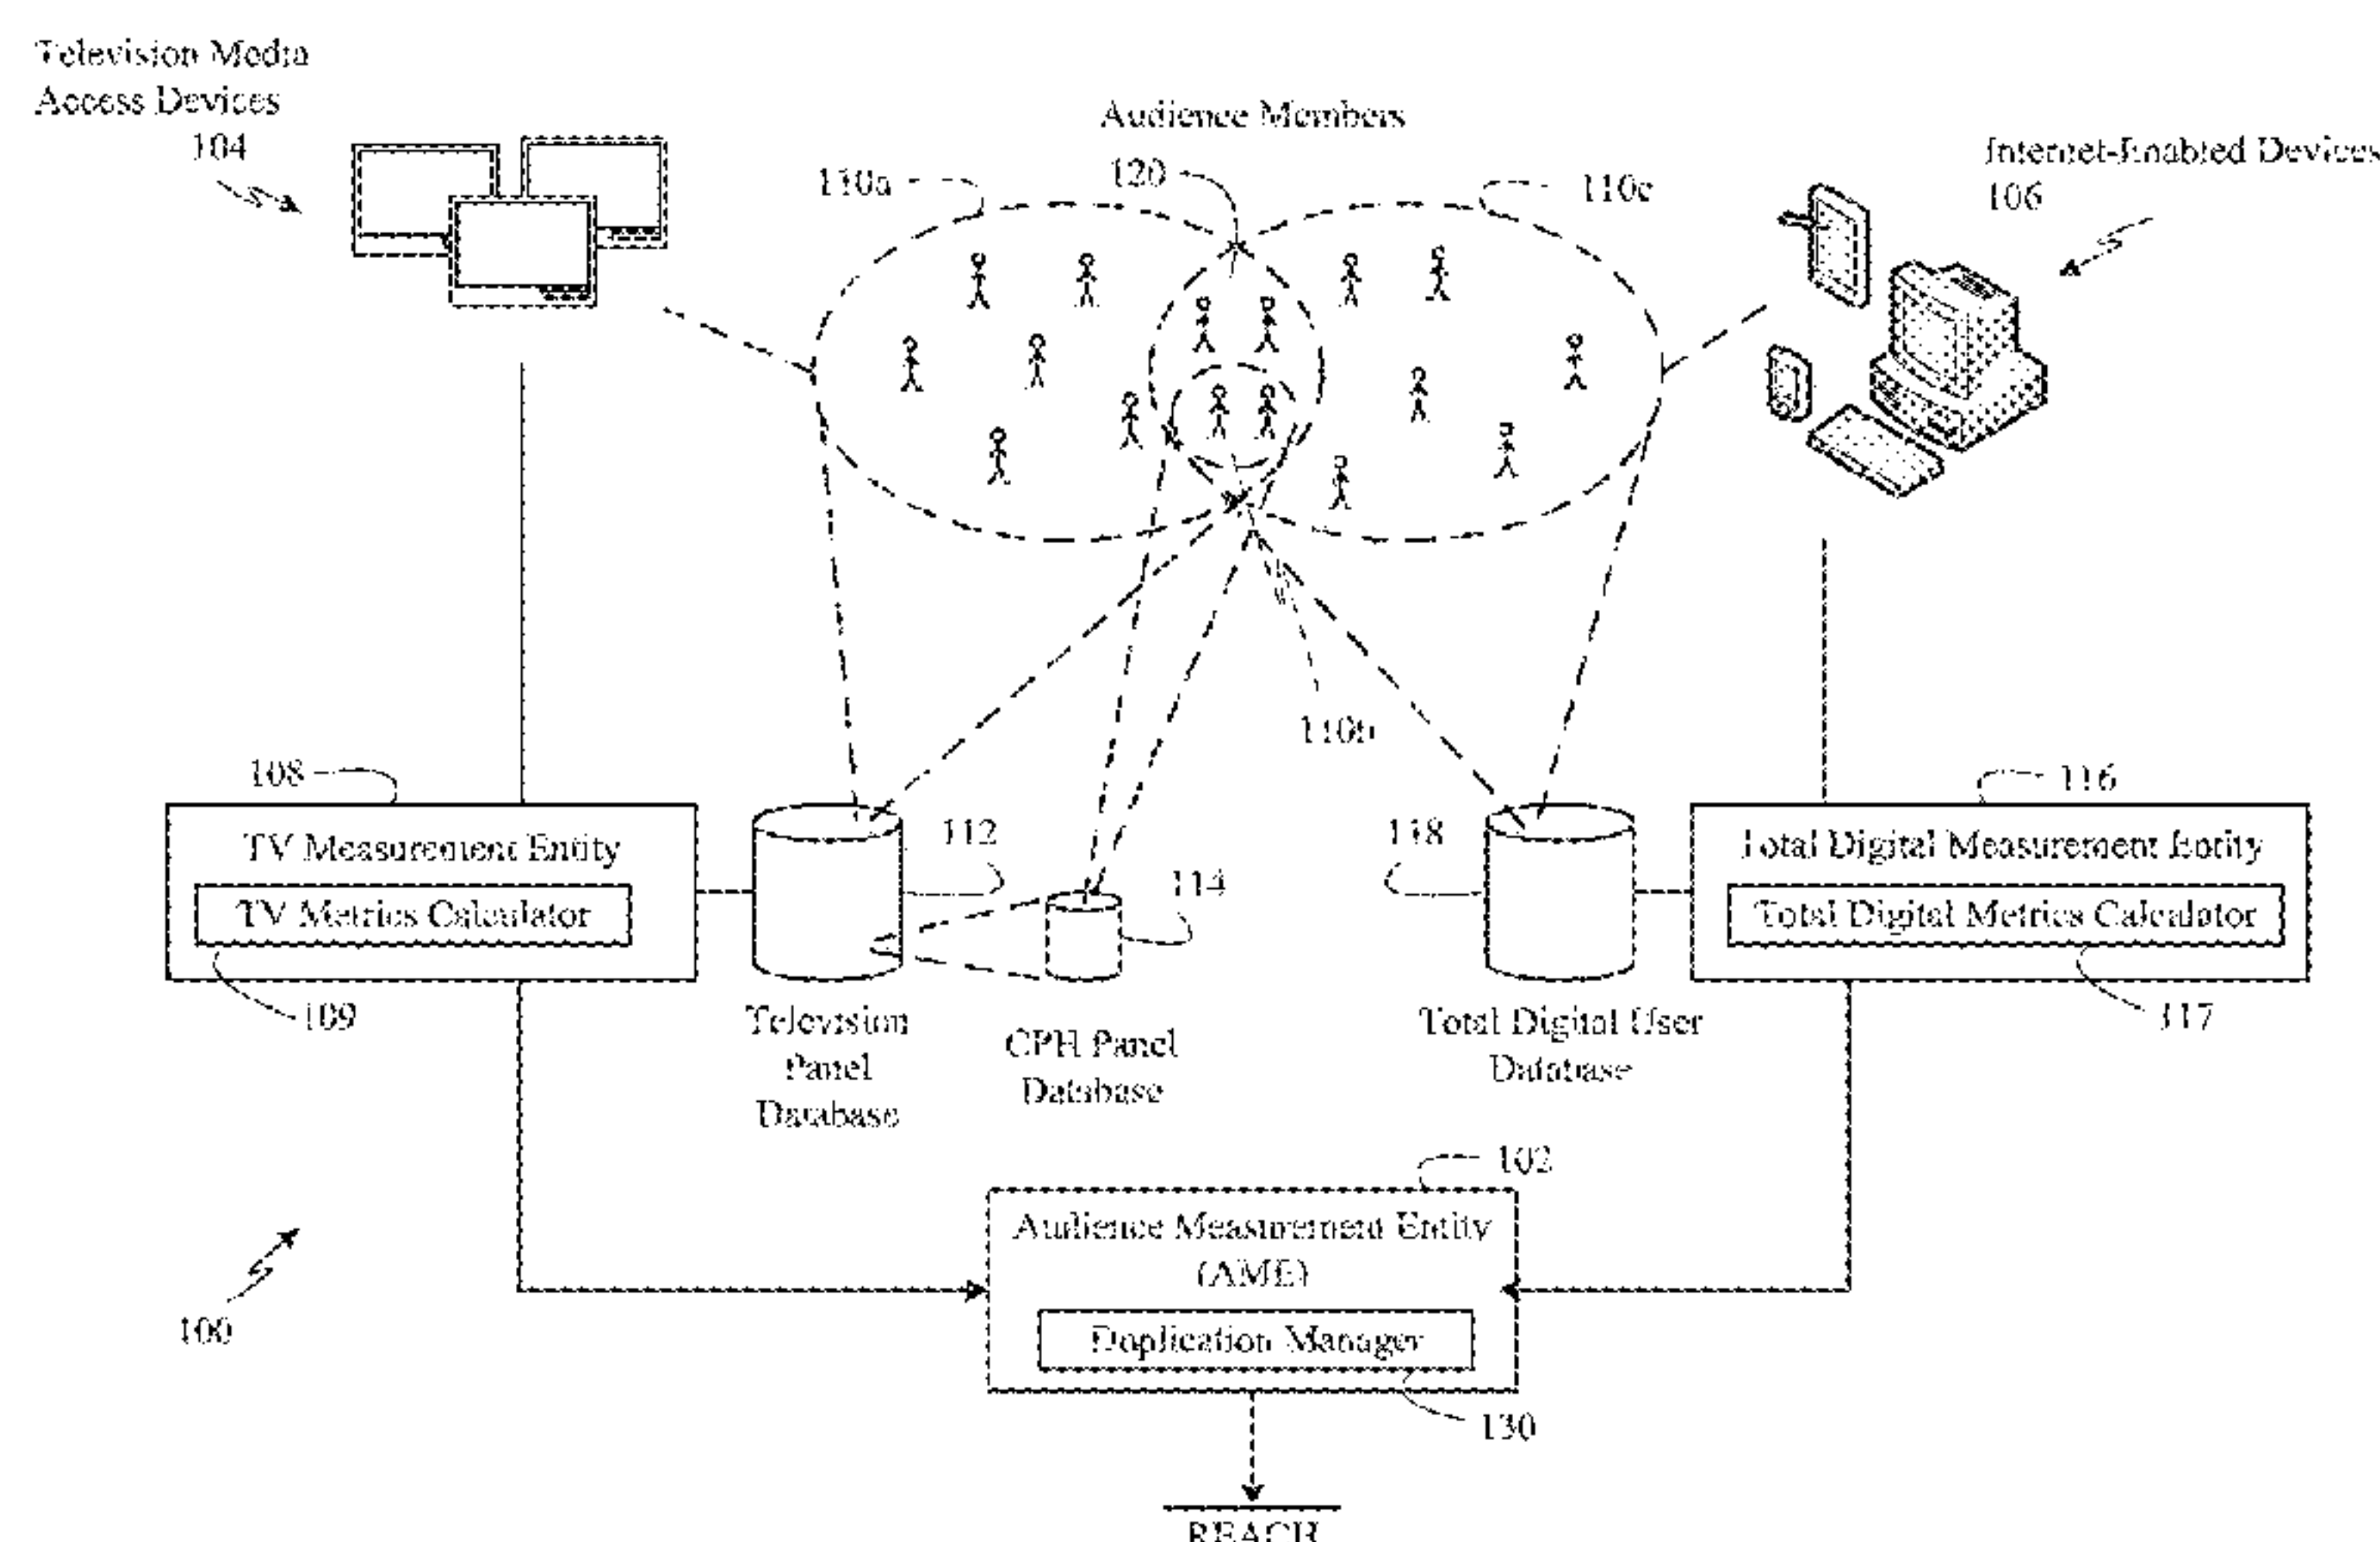 Television Media
Access Devices
104
Audience Members
120
110a
110c
Internet-Enabled Devices
106
110b
108
TV Measurement Entity
TV Metrics Calculator
109
112
114
118
116
Total Digital Measurement Entity
Total Digital Metrics Calculator
117
Television
Panel
Database
CPH Panel
Database
Total Digital User
Database
102
Audience Measurement Entity
(AME)
Duplication Manager
130
100
REACH